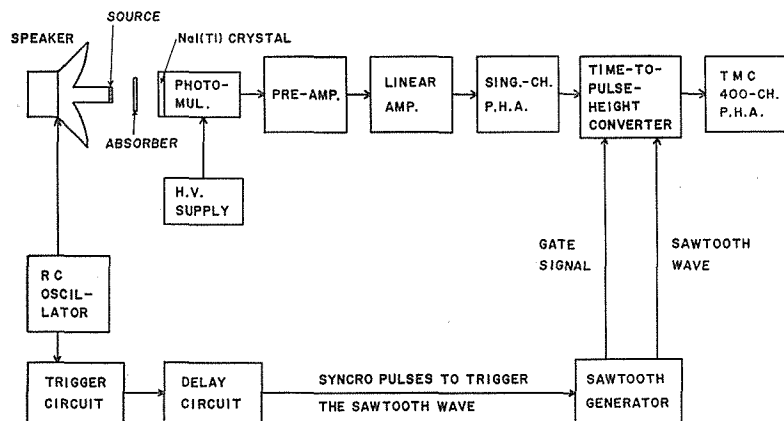 SOURCE
SPEAKER
NaI(Tl) CRYSTAL
PHOTO-
MUL.
PRE-AMP.
LINEAR
AMP.
SING.-CH.
P.H.A.
TIME-TO-
PULSE-
HEIGHT
CONVERTER
TMC
400-CH.
P.H.A.
ABSORBER
H.V.
SUPPLY
GATE
SIGNAL
SAWTOOTH
WAVE
RC
OSCIL-
LATOR
TRIGGER
CIRCUIT
DELAY
CIRCUIT
SYNCRO PULSES TO TRIGGER
THE SAWTOOTH WAVE
SAWTOOTH
GENERATOR